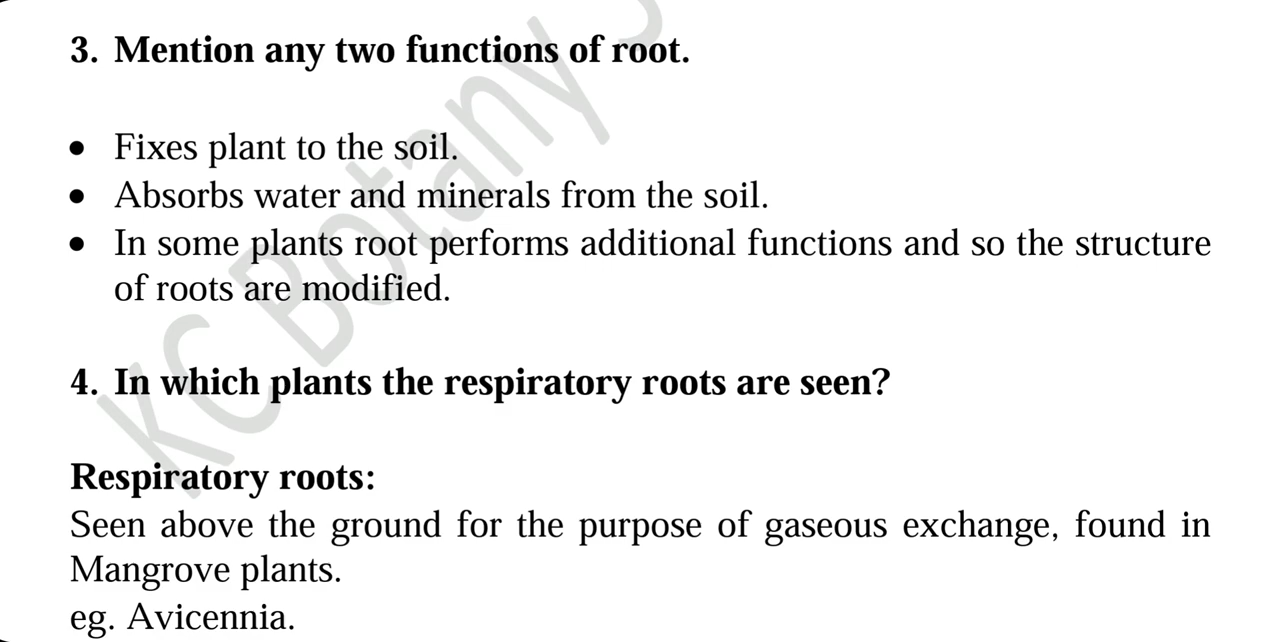 3. Mention any two functions of root.
• Fixes plant to the soil.
• Absorbs water and minerals from the soil.
• In some plants root performs additional functions and so the structure
of roots are modified.
4. In which plants the respiratory roots are seen?
Respiratory roots:
Seen above the ground for the purpose of gaseous exchange, found in
Mangrove plants.
eg. Avicennia.
KC Botany